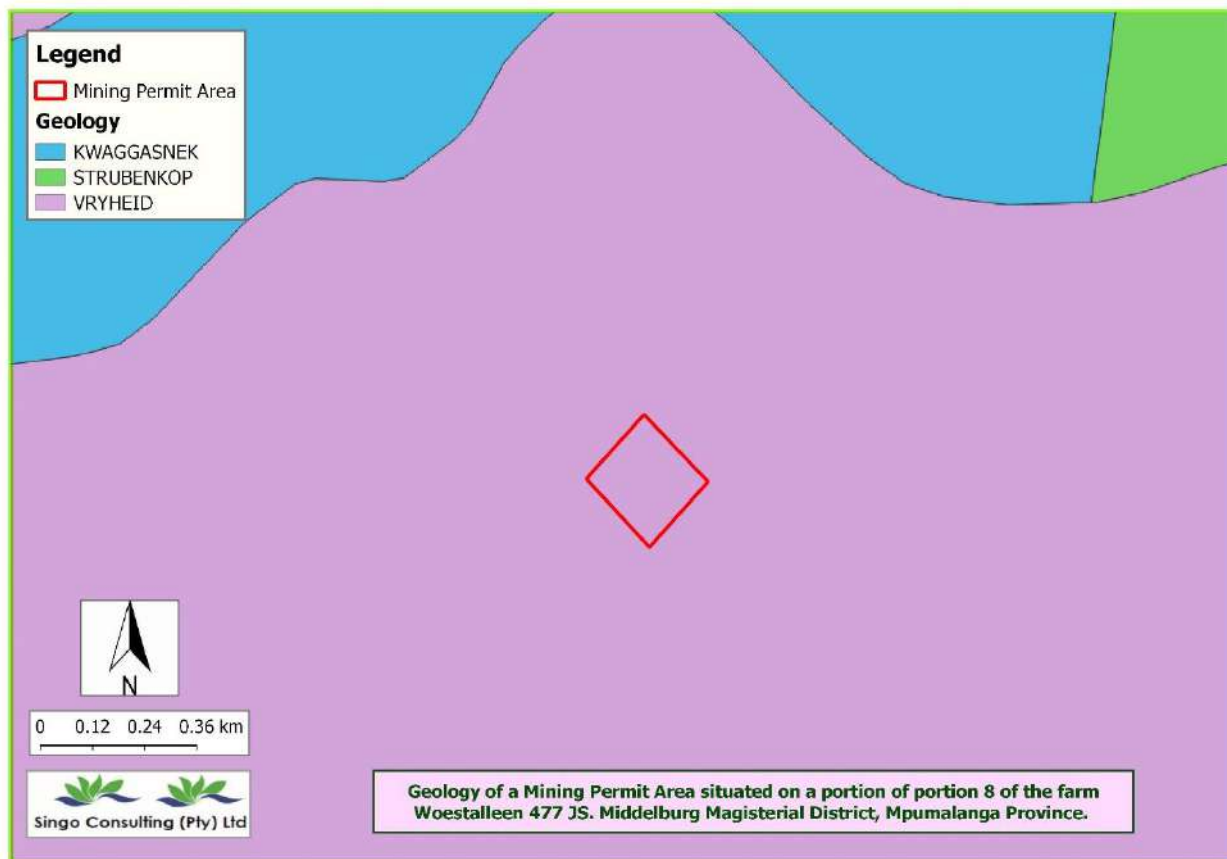 Legend
Mining Permit Area
Geology
KWAGGASNEK
STRUBENKOP
VRYHEID
N
0 0.12 0.24 0.36 km
Singo Consulting (Pty) Ltd
Geology of a Mining Permit Area situated on a portion of portion 8 of the farm
Woestalleen 477 JS. Middelburg Magisterial District, Mpumalanga Province.